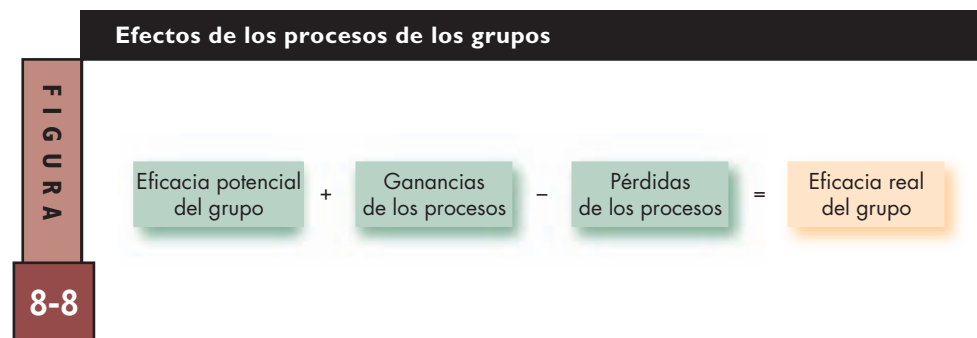 Efectos de los procesos de los grupos
FIGURA
8-8
Eficacia potencial
del grupo
+
Ganancias
de los procesos
–
Pérdidas
de los procesos
=
Eficacia real
del grupo